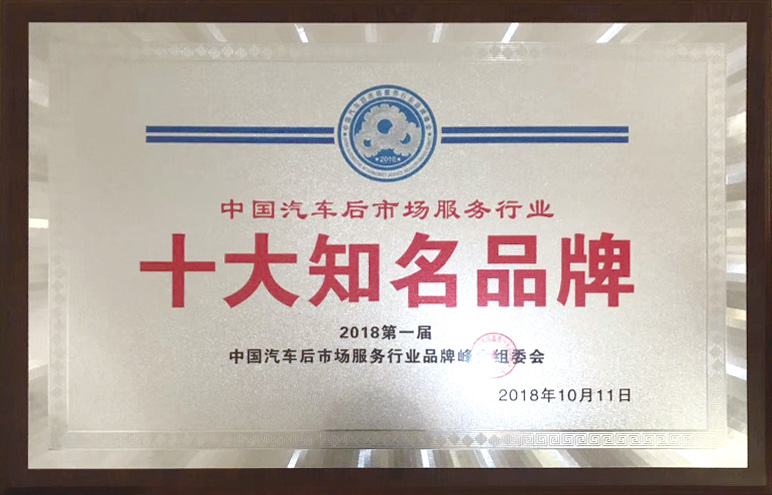 2018
中国汽车后市场服务行业
十大知名品牌
2018第一届
中国汽车后市场服务行业品牌峰会组委会
2018年10月11日